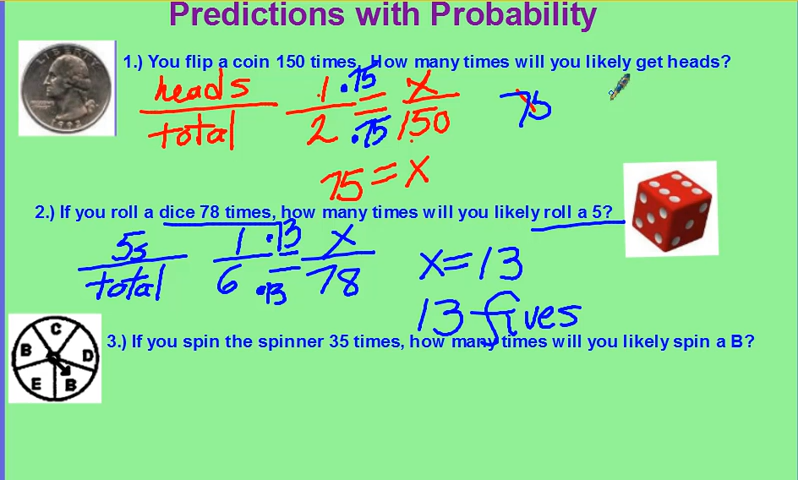 Predictions with Probability
LIBERTY
1.) You flip a coin 150 times, How many times will you likely get heads?
heads 1 .75 = x 75
total 2 .75 150
75 = x
2.) If you roll a dice 78 times, how many times will you likely roll a 5?
5s 1 .13 = x x=13
total 6 .13 78
13 fives
3.) If you spin the spinner 35 times, how many times will you likely spin a B?
C
B D
E B